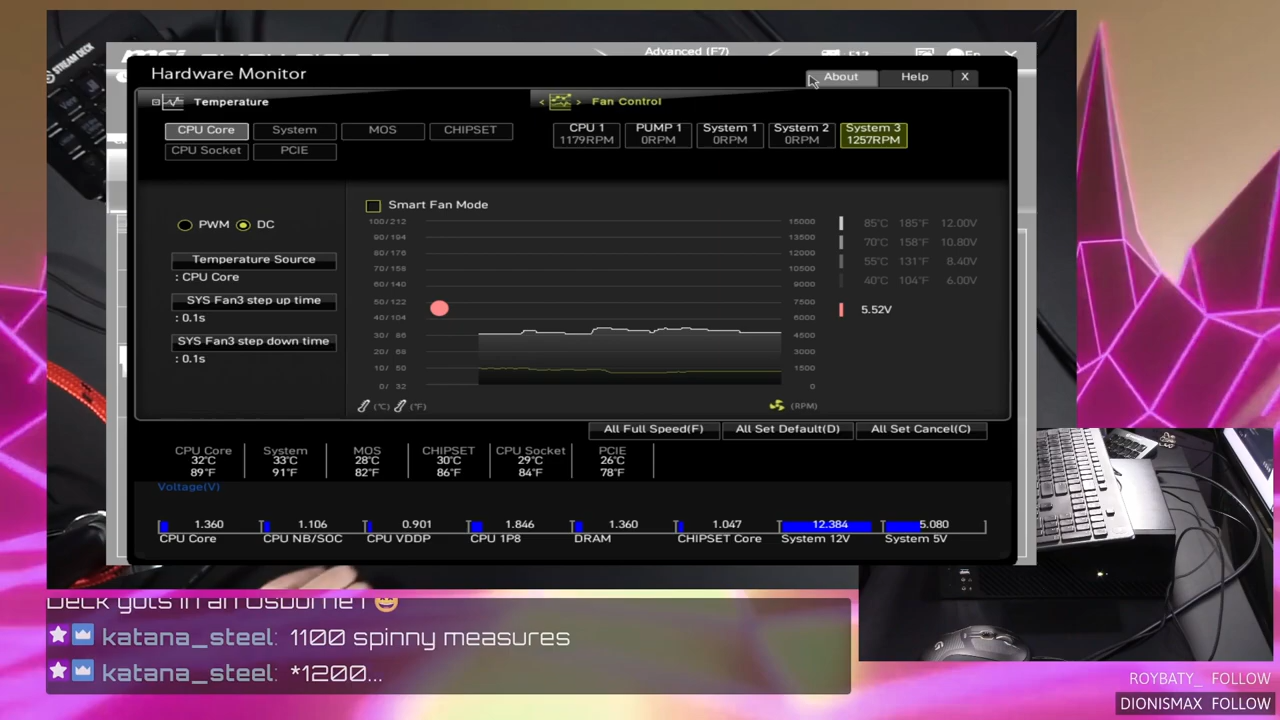 STREAM DECK
Advanced (F7)
F12
En
Hardware Monitor
About Help X
Temperature
< > Fan Control
CPU Core System MOS CHIPSET
CPU Socket PCIE
CPU 1 PUMP 1 System 1 System 2 System 3
1179RPM 0RPM 0RPM 0RPM 1257RPM
Smart Fan Mode
PWM DC
Temperature Source
: CPU Core
SYS Fan3 step up time
: 0.1s
SYS Fan3 step down time
: 0.1s
100/212 15000
90/194 13500
80/176 12000
70/158 10500
60/140 9000
50/122 7500
40/104 6000
30/ 86 4500
20/ 68 3000
10/ 50 1500
0/ 32 0
(°C) (°F) (RPM)
85°C 185°F 12.00V
70°C 158°F 10.80V
55°C 131°F 8.40V
40°C 104°F 6.00V
5.52V
All Full Speed(F) All Set Default(D) All Set Cancel(C)
CPU Core System MOS CHIPSET CPU Socket PCIE
32°C 33°C 28°C 30°C 29°C 26°C
89°F 91°F 82°F 86°F 84°F 78°F
Voltage(V)
1.360 1.106 0.901 1.846 1.360 1.047 12.384 5.080
CPU Core CPU NB/SOC CPU VDDP CPU 1P8 DRAM CHIPSET Core System 12V System 5V
katana_steel: 1100 spinny measures
katana_steel: *1200...
ROYBATY_ FOLLOW
DIONISMAX FOLLOW